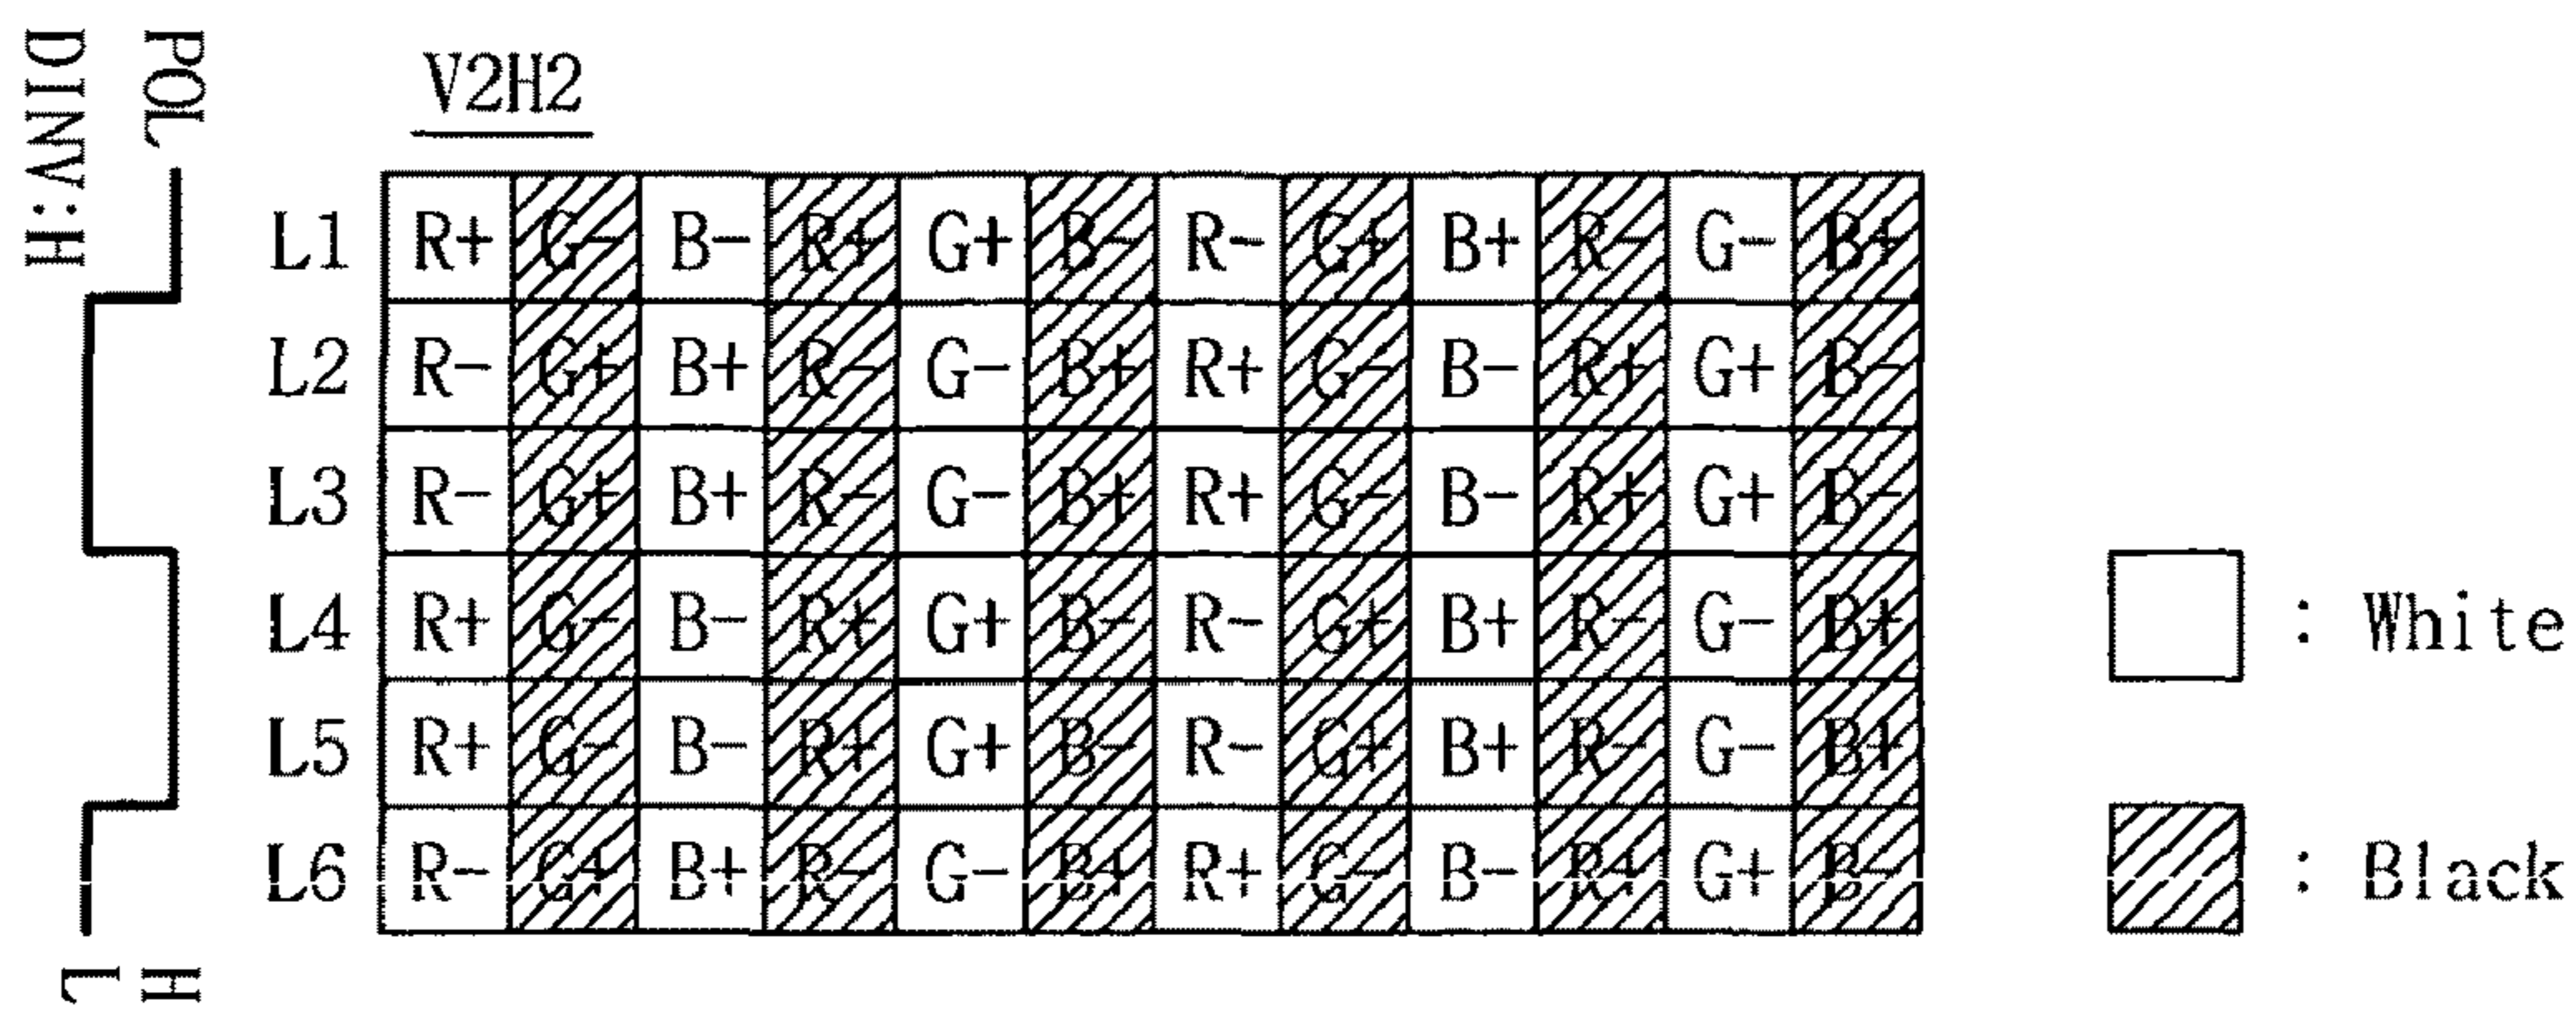 POL
DINV:H
V2H2
L1 R+ G- B- R+ G+ B- R- G+ B+ R- G- B+
L2 R- G+ B+ R- G- B+ R+ G- B- R+ G+ B-
L3 R- G+ B+ R- G- B+ R+ G- B- R+ G+ B-
L4 R+ G- B- R+ G+ B- R- G+ B+ R- G- B+
L5 R+ G- B- R+ G+ B- R- G+ B+ R- G- B+
L6 R- G+ B+ R- G- B+ R+ G- B- R+ G+ B-
: White
: Black
H
L